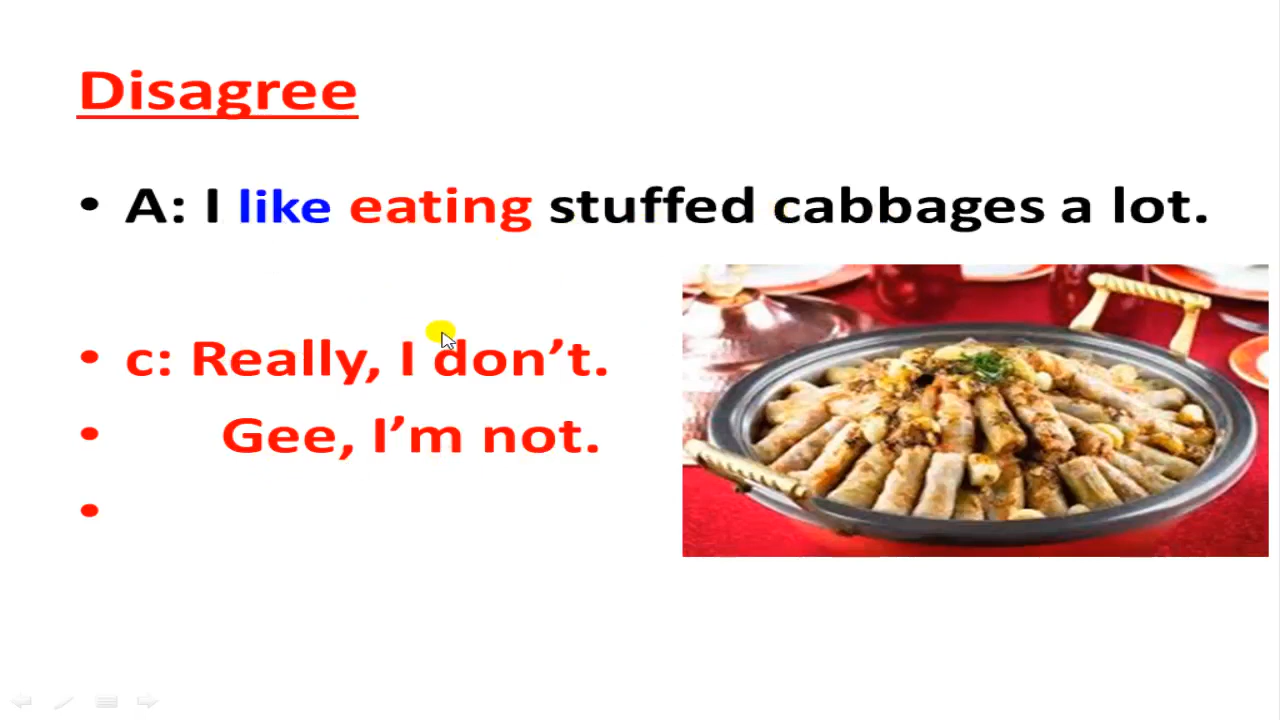 Disagree
• A: I like eating stuffed cabbages a lot.
• c: Really, I don’t.
• Gee, I’m not.
•